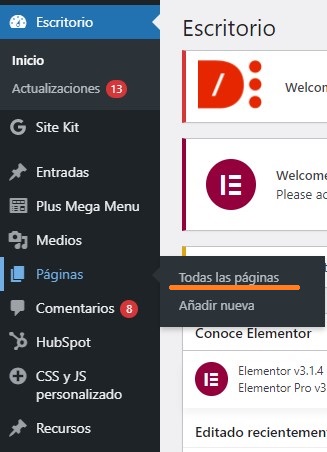 Escritorio
Inicio
Actualizaciones 13
Site Kit
Entradas
Plus Mega Menu
Medios
Páginas
Comentarios 8
HubSpot
CSS y JS
personalizado
Recursos
Todas las páginas
Añadir nueva
Escritorio
Welcom
Welcome
Please ac
Conoce Elementor
Elementor v3.1.4
Elementor Pro v3
Editado recientemen